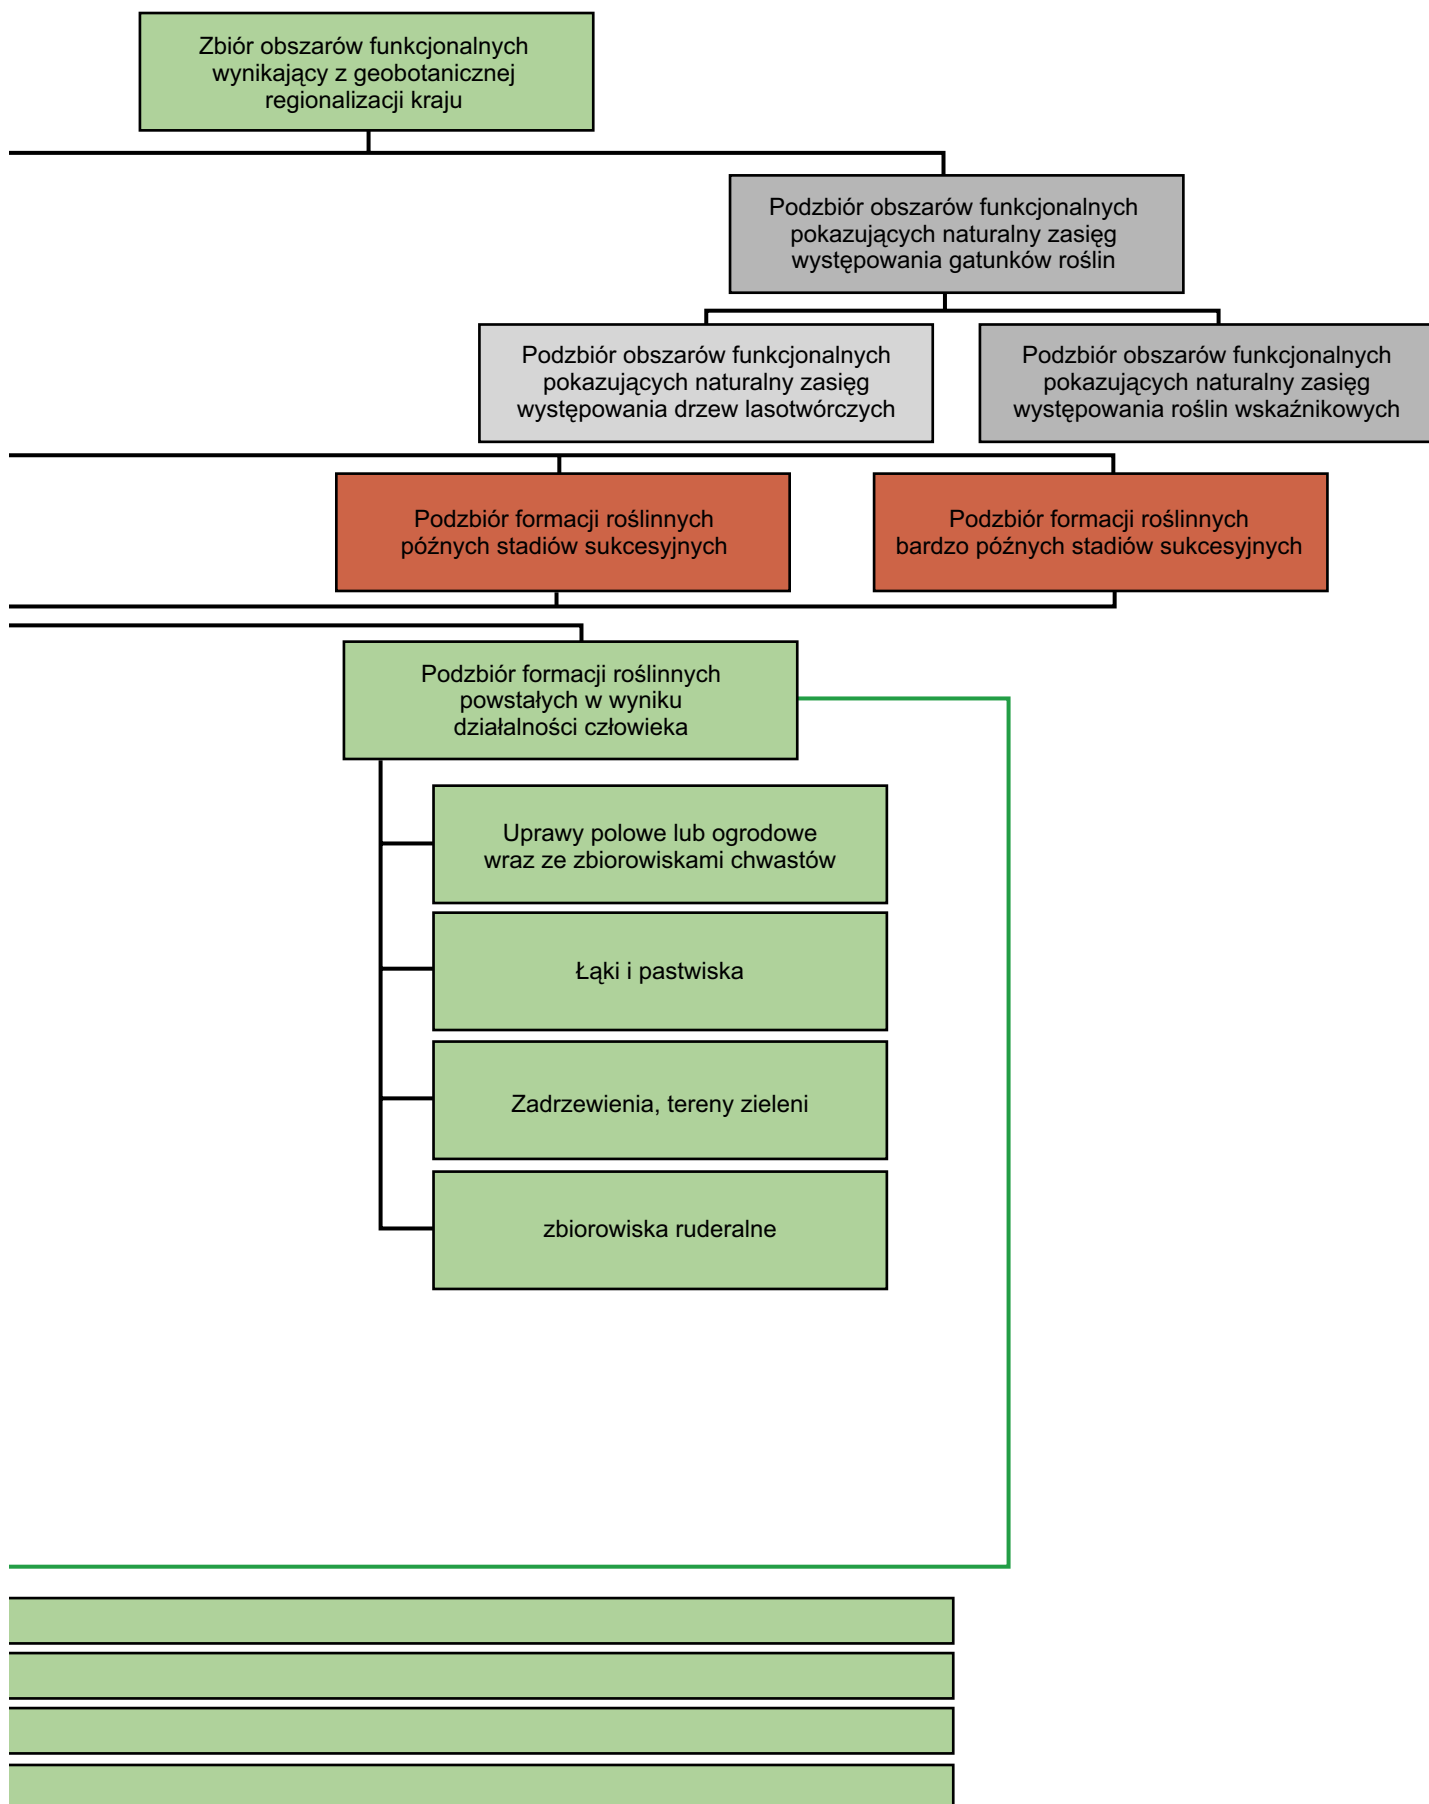 Zbiór obszarów funkcjonalnych
wynikający z geobotanicznej
regionalizacji kraju
Podzbiór obszarów funkcjonalnych
pokazujących naturalny zasięg
występowania gatunków roślin
Podzbiór obszarów funkcjonalnych
pokazujących naturalny zasięg
występowania drzew lasotwórczych
Podzbiór obszarów funkcjonalnych
pokazujących naturalny zasięg
występowania roślin wskaźnikowych
Podzbiór formacji roślinnych
późnych stadiów sukcesyjnych
Podzbiór formacji roślinnych
bardzo późnych stadiów sukcesyjnych
Podzbiór formacji roślinnych
powstałych w wyniku
działalności człowieka
Uprawy polowe lub ogrodowe
wraz ze zbiorowiskami chwastów
Łąki i pastwiska
Zadrzewienia, tereny zieleni
zbiorowiska ruderalne